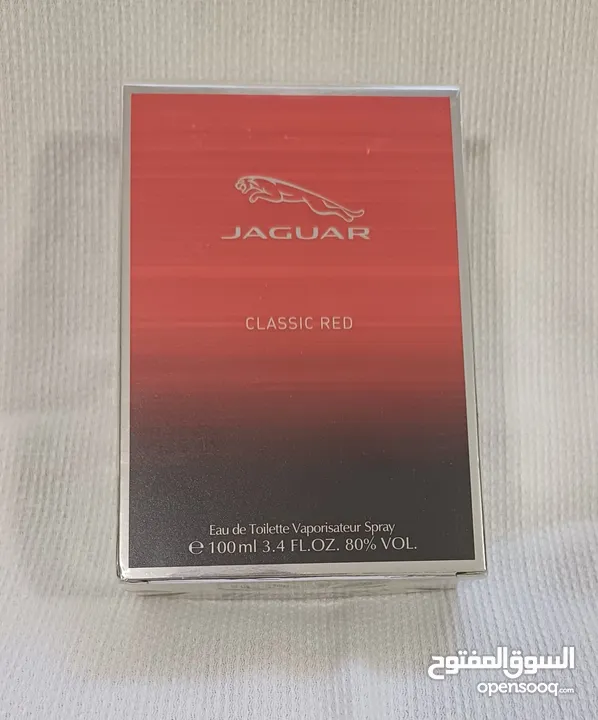 JAGUAR
CLASSIC RED
Eau de Toilette Vaporisateur Spray
℮ 100ml 3.4 FL.OZ. 80% VOL.
السوق المفتوح
opensooq.com